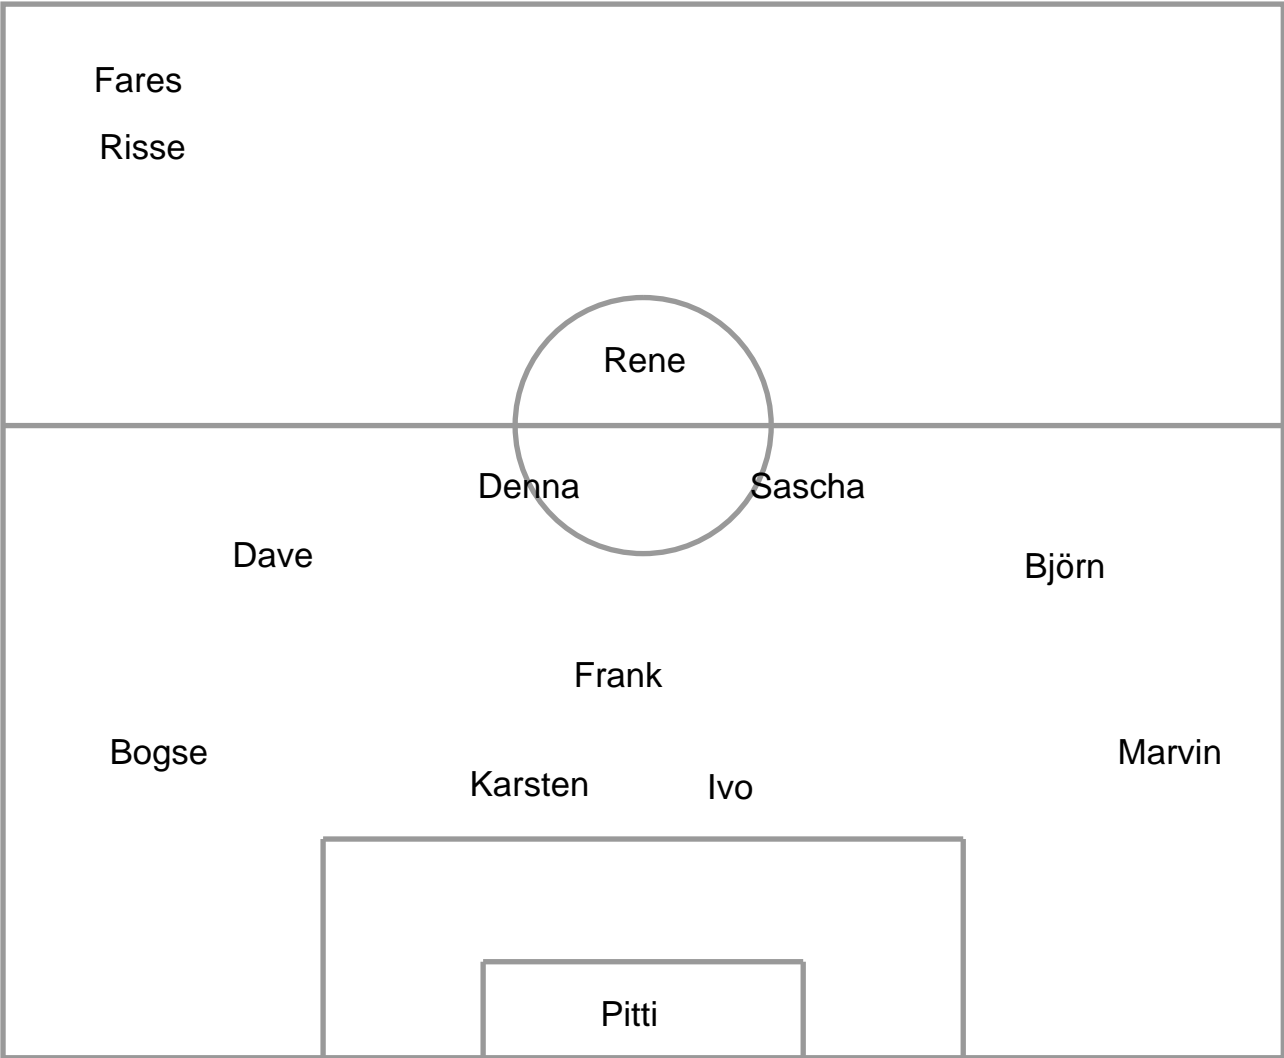 Fares
Risse
Rene
Denna
Sascha
Dave
Björn
Frank
Bogse
Marvin
Karsten
Ivo
Pitti